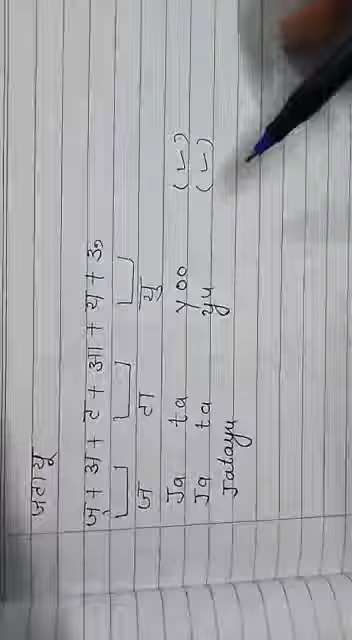 जटायू
ज् + अ + ट + आ + य + ऊ
ज टा यु
Ja ta yoo (✓)
Ja ta yu (✓)
Jatayu